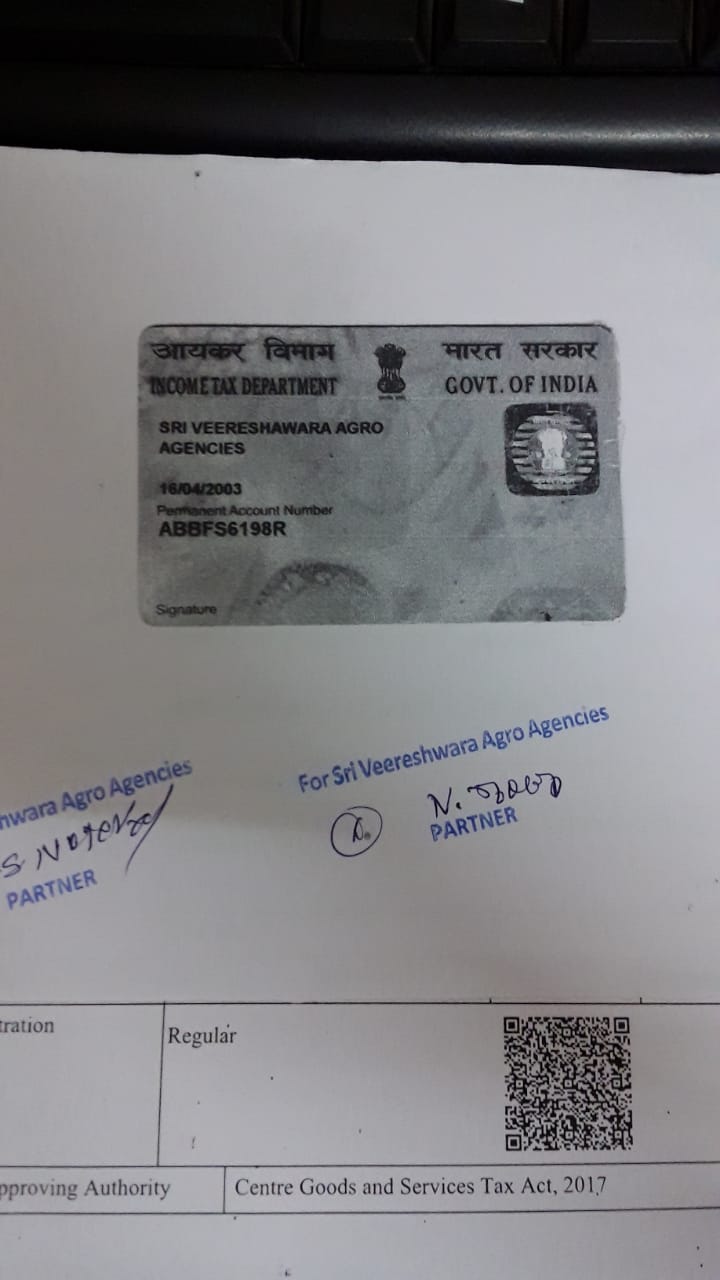 आयकर विभाग
INCOME TAX DEPARTMENT
भारत सरकार
GOVT. OF INDIA
SRI VEERESHAWARA AGRO
AGENCIES
16/04/2003
Permanent Account Number
ABBFS6198R
Signature
hwara Agro Agencies
PARTNER
For Sri Veereshwara Agro Agencies
N.
PARTNER
tration
Regular
pproving Authority
Centre Goods and Services Tax Act, 2017